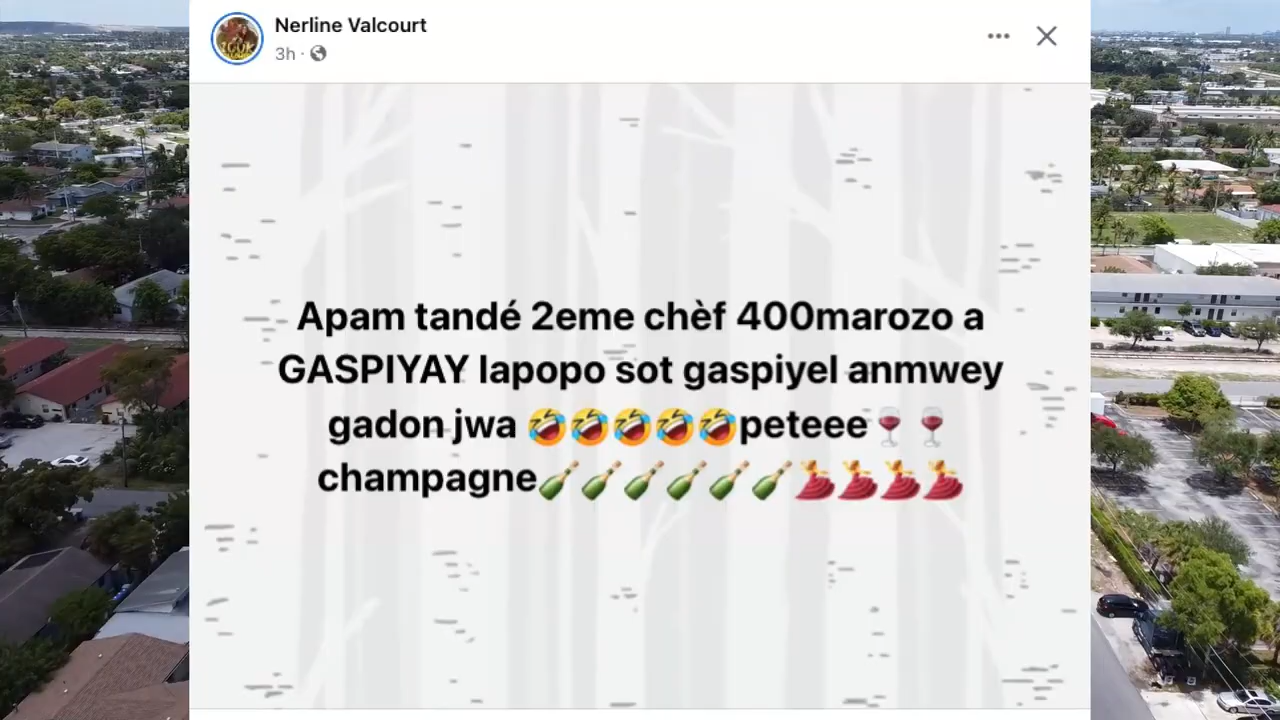 Nerline Valcourt
3h ·
Apam tandé 2eme chèf 400marozo a
GASPIYAY lapopo sot gaspiyel anmwey
gadon jwa 🤣🤣🤣🤣🤣peteee🍷🍷
champagne🍾🍾🍾🍾🍾🍾💃💃💃💃